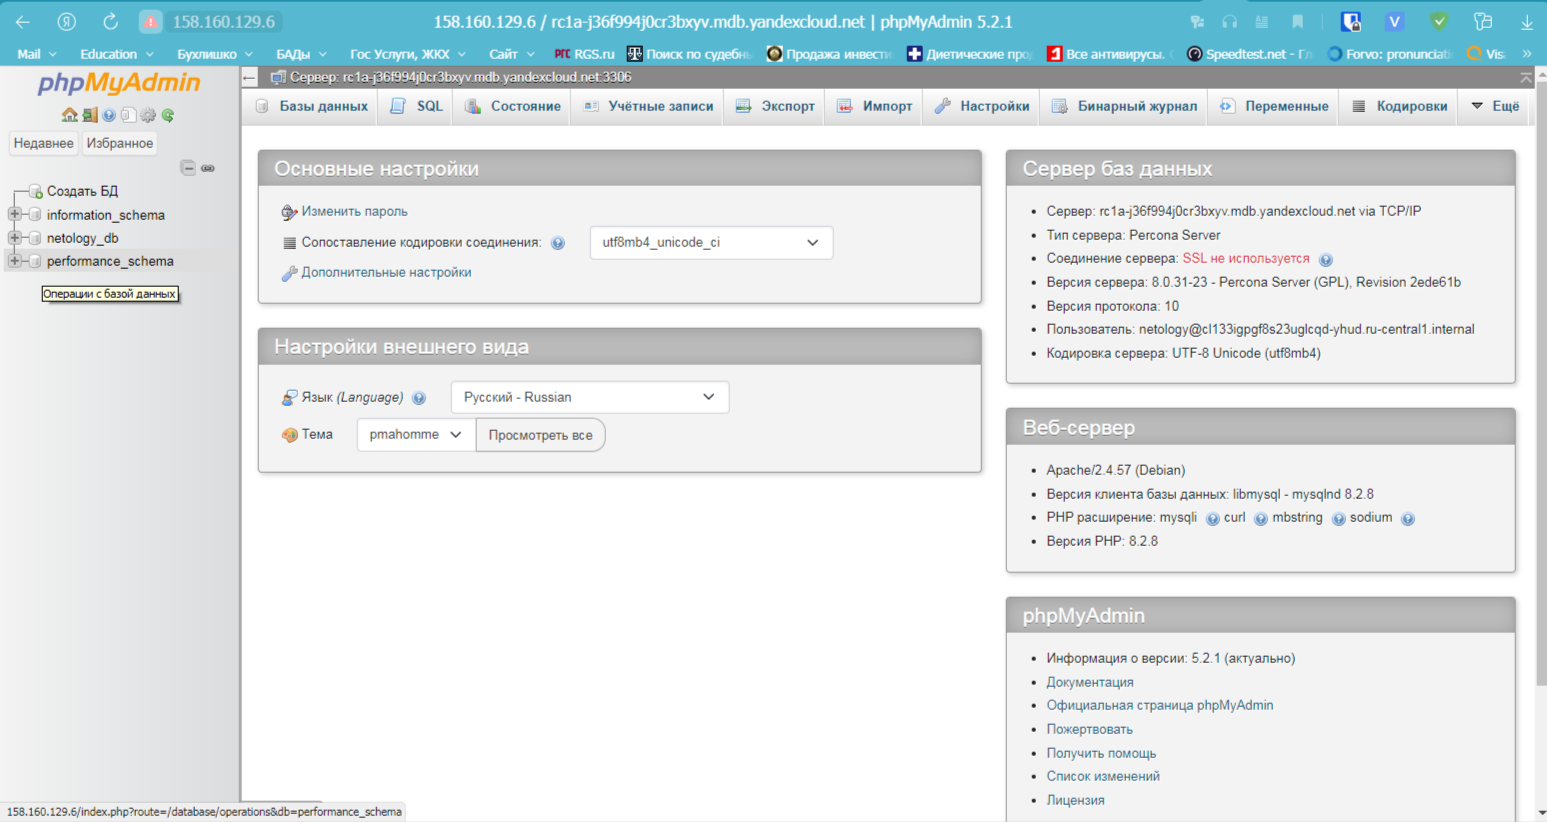 158.160.129.6
158.160.129.6 / rc1a-j36f994j0cr3bxyv.mdb.yandexcloud.net | phpMyAdmin 5.2.1
Mail
Education
Бухлишко
БАДы
Гос Услуги, ЖКХ
Сайт
РГС RGS.ru
Поиск по судебн
Продажа инвести
Диетические про
Все антивирусы.
Speedtest.net - Гл
Forvo: pronunciati
Vis
phpMyAdmin
Недавнее
Избранное
Создать БД
information_schema
netology_db
performance_schema
Операции с базой данных
Сервер: rc1a-j36f994j0cr3bxyv.mdb.yandexcloud.net:3306
Базы данных
SQL
Состояние
Учётные записи
Экспорт
Импорт
Настройки
Бинарный журнал
Переменные
Кодировки
Ещё
Основные настройки
Изменить пароль
Сопоставление кодировки соединения:
utf8mb4_unicode_ci
Дополнительные настройки
Настройки внешнего вида
Язык (Language)
Русский - Russian
Тема
pmahomme
Просмотреть все
Сервер баз данных
Сервер: rc1a-j36f994j0cr3bxyv.mdb.yandexcloud.net via TCP/IP
Тип сервера: Percona Server
Соединение сервера: SSL не используется
Версия сервера: 8.0.31-23 - Percona Server (GPL), Revision 2ede61b
Версия протокола: 10
Пользователь: netology@cl133igpgf8s23uglcqd-yhud.ru-central1.internal
Кодировка сервера: UTF-8 Unicode (utf8mb4)
Веб-сервер
Apache/2.4.57 (Debian)
Версия клиента базы данных: libmysql - mysqlnd 8.2.8
PHP расширение: mysqli curl mbstring sodium
Версия PHP: 8.2.8
phpMyAdmin
Информация о версии: 5.2.1 (актуально)
Документация
Официальная страница phpMyAdmin
Пожертвовать
Получить помощь
Список изменений
Лицензия
158.160.129.6/index.php?route=/database/operations&db=performance_schema